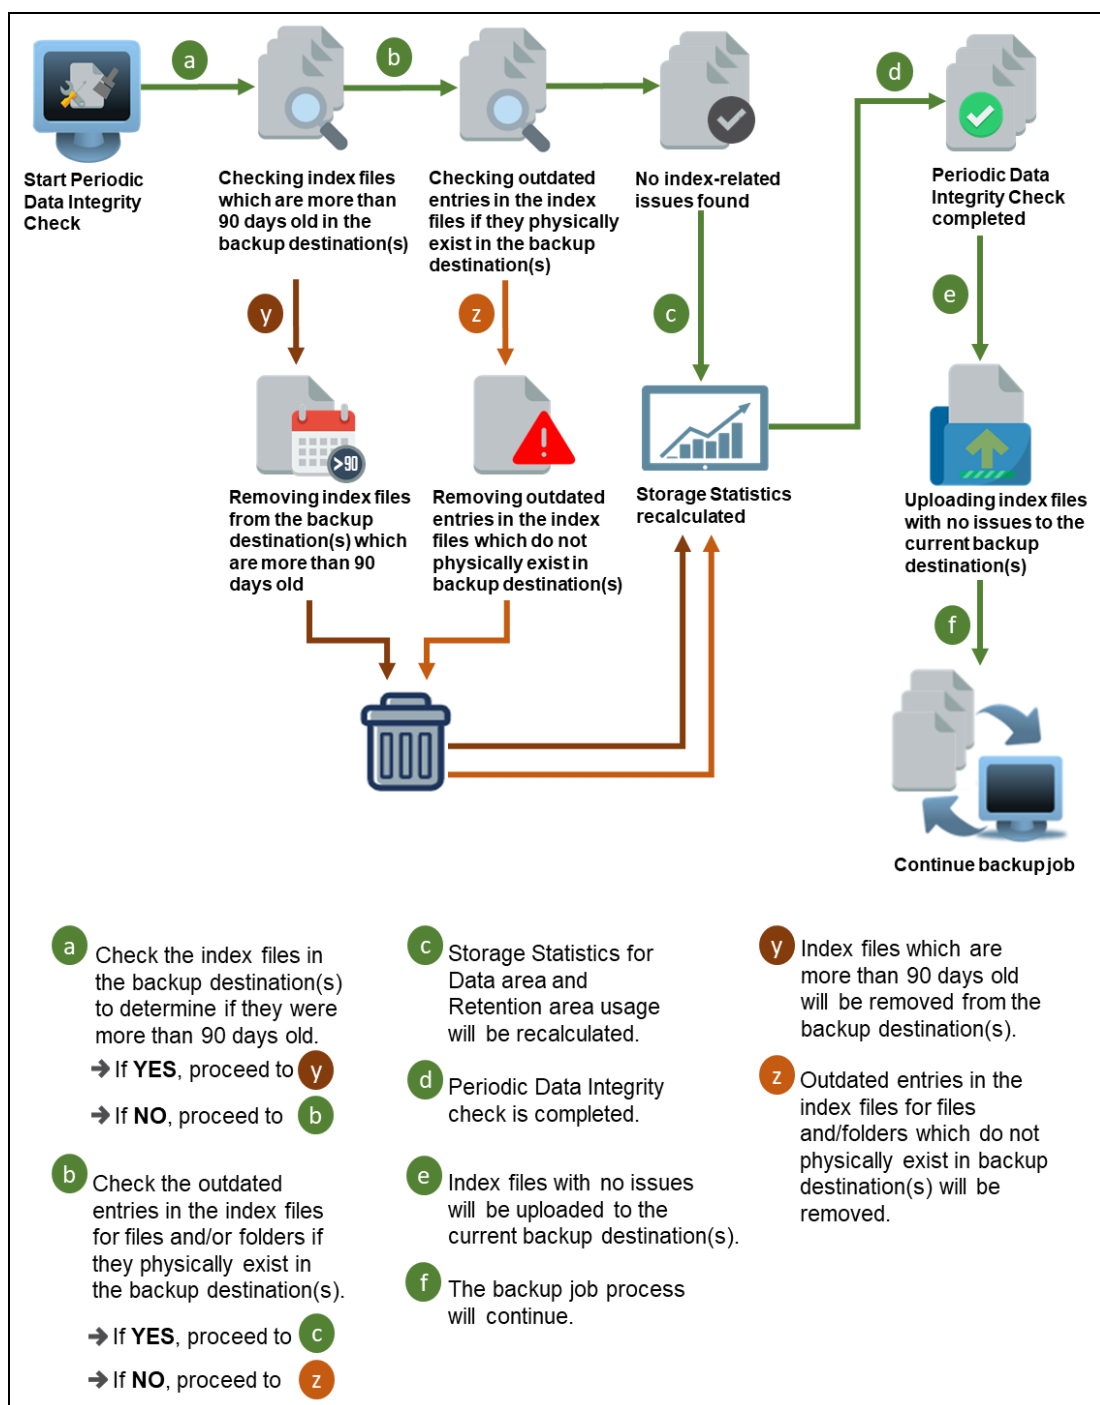 a
b
d
Start Periodic
Data Integrity
Check
Checking index files
which are more than
90 days old in the
backup destination(s)
Checking outdated
entries in the index
files if they physically
exist in the backup
destination(s)
No index-related
issues found
Periodic Data
Integrity Check
completed
y
z
c
e
>90
Removing index files
from the backup
destination(s) which
are more than 90
days old
Removing outdated
entries in the index
files which do not
physically exist in
backup destination(s)
Storage Statistics
recalculated
Uploading index files
with no issues to the
current backup
destination(s)
f
Continue backup job
a
Check the index files in
the backup destination(s)
to determine if they were
more than 90 days old.
➔ If YES, proceed to y
➔ If NO, proceed to b
b
Check the outdated
entries in the index files
for files and/or folders if
they physically exist in
the backup destination(s).
➔ If YES, proceed to c
➔ If NO, proceed to z
c
Storage Statistics for
Data area and
Retention area usage
will be recalculated.
d
Periodic Data Integrity
check is completed.
e
Index files with no issues
will be uploaded to the
current backup destination(s).
f
The backup job process
will continue.
y
Index files which are
more than 90 days old
will be removed from the
backup destination(s).
z
Outdated entries in the
index files for files
and/folders which do not
physically exist in backup
destination(s) will be
removed.